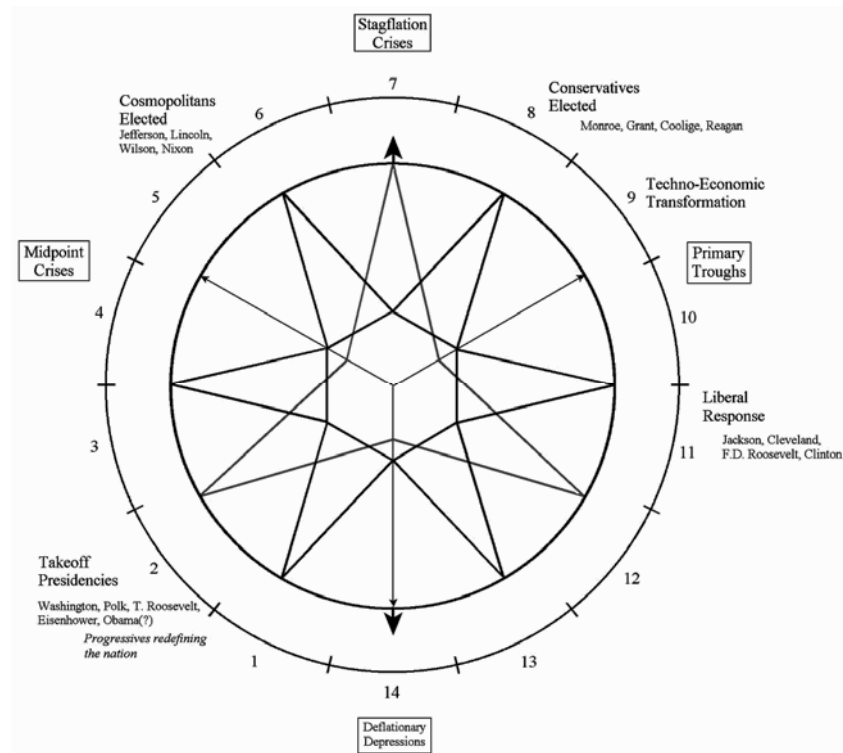 Stagflation
Crises
7
6
8
Cosmopolitans
Elected
Jefferson, Lincoln,
Wilson, Nixon
Conservatives
Elected
Monroe, Grant, Coolige, Reagan
5
9
Techno-Economic
Transformation
Midpoint
Crises
Primary
Troughs
4
10
Liberal
Response
Jackson, Cleveland,
F.D. Roosevelt, Clinton
3
11
Takeoff
Presidencies
2
12
Washington, Polk, T. Roosevelt,
Eisenhower, Obama(?)
Progressives redefining
the nation
1
13
14
Deflationary
Depressions